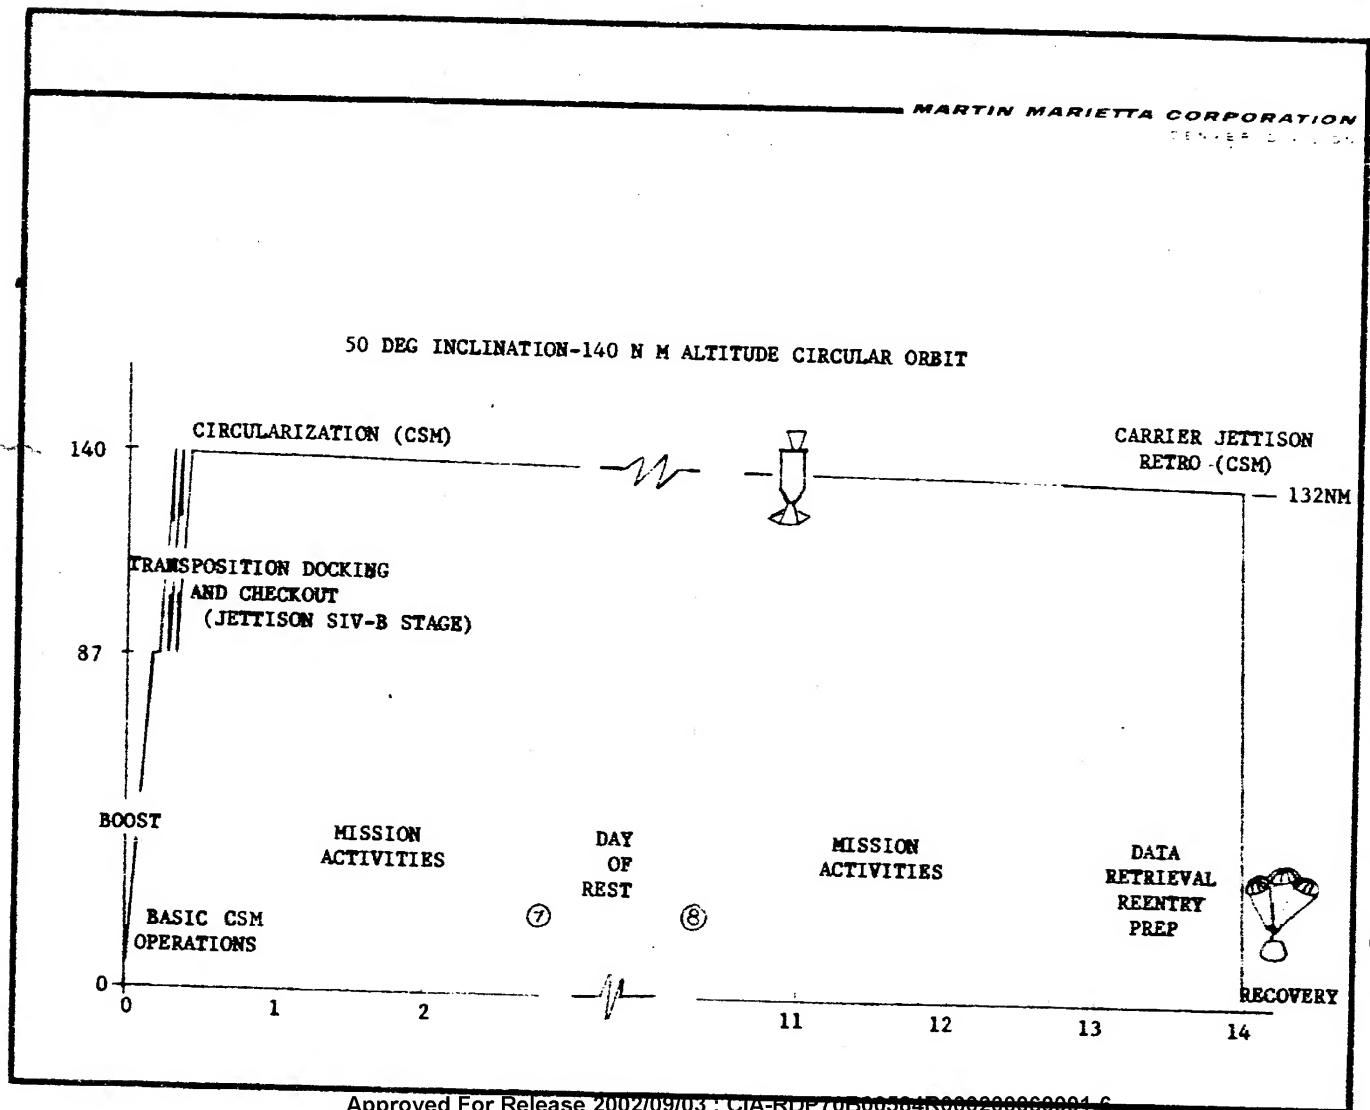 MARTIN MARIETTA CORPORATION
50 DEG INCLINATION-140 N M ALTITUDE CIRCULAR ORBIT
CIRCULARIZATION (CSM)
CARRIER JETTISON
RETRO (CSM)
140
132NM
TRANSPOSITION DOCKING
AND CHECKOUT
(JETTISON SIV-B STAGE)
87
BOOST
MISSION
ACTIVITIES
DAY
OF
REST
MISSION
ACTIVITIES
DATA
RETRIEVAL
REENTRY
PREP
7
8
BASIC CSM
OPERATIONS
0
RECOVERY
0 1 2 11 12 13 14
Approved For Release 2002/09/03 : CIA-RDP70B00584R000200060001-6